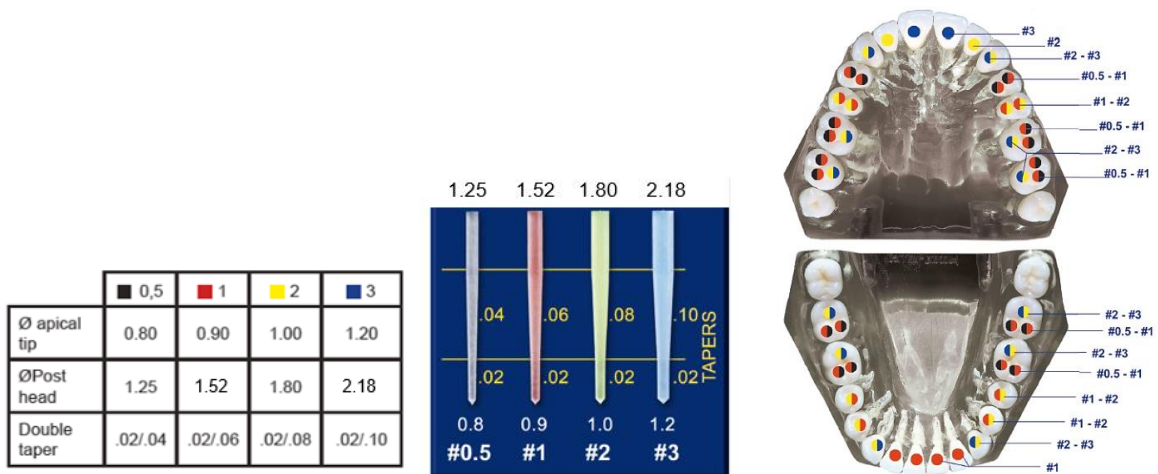 0,5 1 2 3
Ø apical
tip
0.80 0.90 1.00 1.20
ØPost
head
1.25 1.52 1.80 2.18
Double
taper
.02/.04 .02/.06 .02/.08 .02/.10
1.25 1.52 1.80 2.18
.04 .06 .08 .10
.02 .02 .02 .02
TAPERS
0.8 0.9 1.0 1.2
#0.5 #1 #2 #3
#3
#2
#2 - #3
#0.5 - #1
#1 - #2
#0.5 - #1
#2 - #3
#0.5 - #1
#2 - #3
#0.5 - #1
#2 - #3
#0.5 - #1
#1 - #2
#1 - #2
#2 - #3
#1